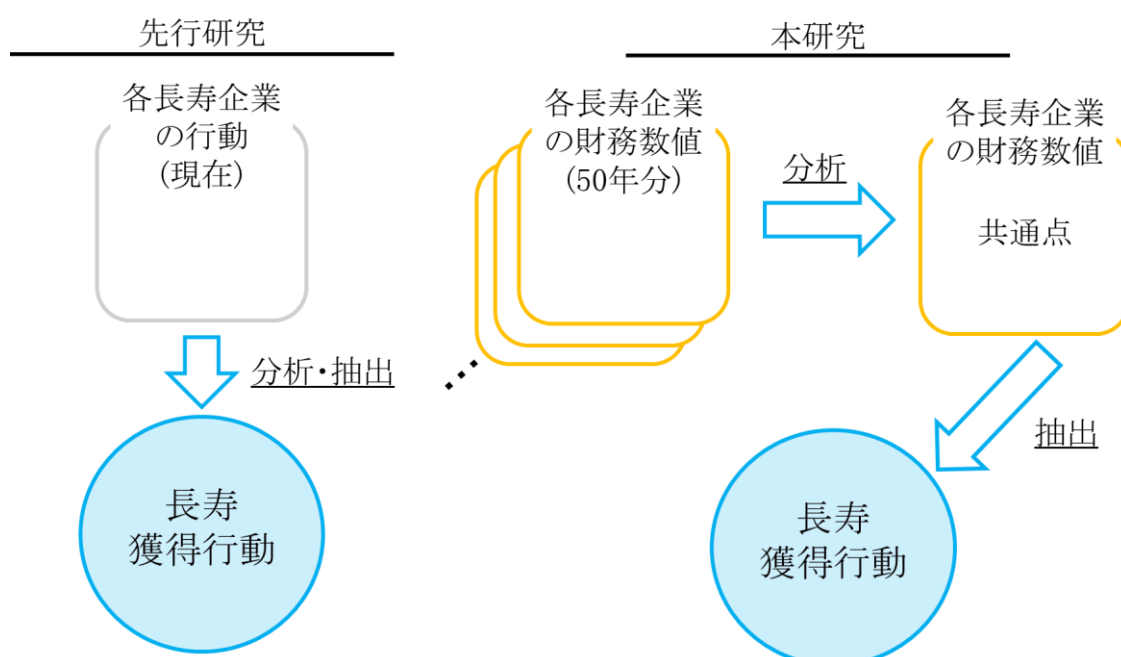 先行研究
各長寿企業
の行動
(現在)
分析・抽出
長寿
獲得行動
本研究
各長寿企業
の財務数値
(50年分)
分析
各長寿企業
の財務数値
共通点
抽出
長寿
獲得行動